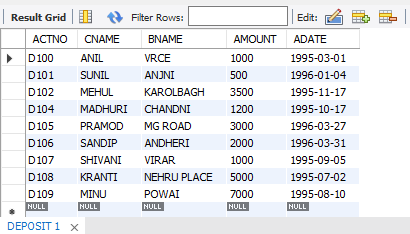 Result Grid Filter Rows: Edit:
ACTNO CNAME BNAME AMOUNT ADATE
D100 ANIL VRCE 1000 1995-03-01
D101 SUNIL ANJNI 500 1996-01-04
D102 MEHUL KAROLBAGH 3500 1995-11-17
D104 MADHURI CHANDNI 1200 1995-10-17
D105 PRAMOD MG ROAD 3000 1996-03-27
D106 SANDIP ANDHERI 2000 1996-03-31
D107 SHIVANI VIRAR 1000 1995-09-05
D108 KRANTI NEHRU PLACE 5000 1995-07-02
D109 MINU POWAI 7000 1995-08-10
NULL NULL NULL NULL NULL
DEPOSIT 1